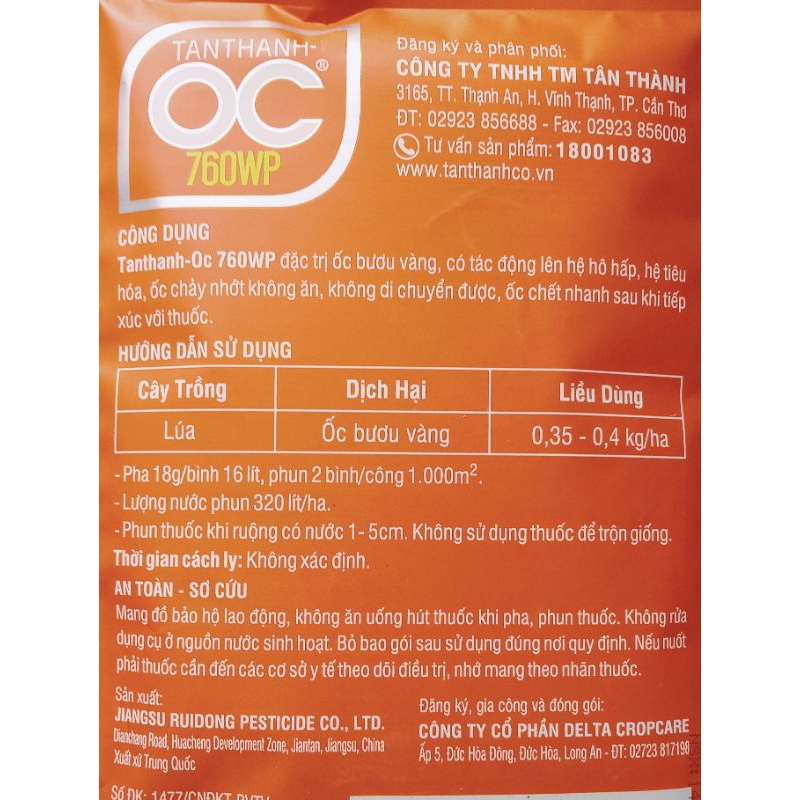 TANTHANH-
OC®
760WP
Đăng ký và phân phối:
CÔNG TY TNHH TM TÂN THÀNH
3165, TT. Thạnh An, H. Vĩnh Thạnh, TP. Cần Thơ
ĐT: 02923 856688 - Fax: 02923 856008
Tư vấn sản phẩm: 18001083
www.tanthanhco.vn
CÔNG DỤNG
Tanthanh-Oc 760WP đặc trị ốc bươu vàng, có tác động lên hệ hô hấp, hệ tiêu
hóa, ốc chảy nhớt không ăn, không di chuyển được, ốc chết nhanh sau khi tiếp
xúc với thuốc.
HƯỚNG DẪN SỬ DỤNG
Cây Trồng Dịch Hại Liều Dùng
Lúa Ốc bươu vàng 0,35 - 0,4 kg/ha
- Pha 18g/bình 16 lít, phun 2 bình/công 1.000m².
- Lượng nước phun 320 lít/ha.
- Phun thuốc khi ruộng có nước 1- 5cm. Không sử dụng thuốc để trộn giống.
Thời gian cách ly: Không xác định.
AN TOÀN - SƠ CỨU
Mang đồ bảo hộ lao động, không ăn uống hút thuốc khi pha, phun thuốc. Không rửa
dụng cụ ở nguồn nước sinh hoạt. Bỏ bao gói sau sử dụng đúng nơi quy định. Nếu nuốt
phải thuốc cần đến các cơ sở y tế theo dõi điều trị, nhớ mang theo nhãn thuốc.
Sản xuất:
JIANGSU RUIDONG PESTICIDE CO., LTD.
Dianchang Road, Huacheng Development Zone, Jiantan, Jiangsu, China
Xuất xứ Trung Quốc
Đăng ký, gia công và đóng gói:
CÔNG TY CỔ PHẦN DELTA CROPCARE
Ấp 5, Đức Hòa Đông, Đức Hòa, Long An - ĐT: 02723 817198
Số ĐK: 1477/CNĐKT-BVTV